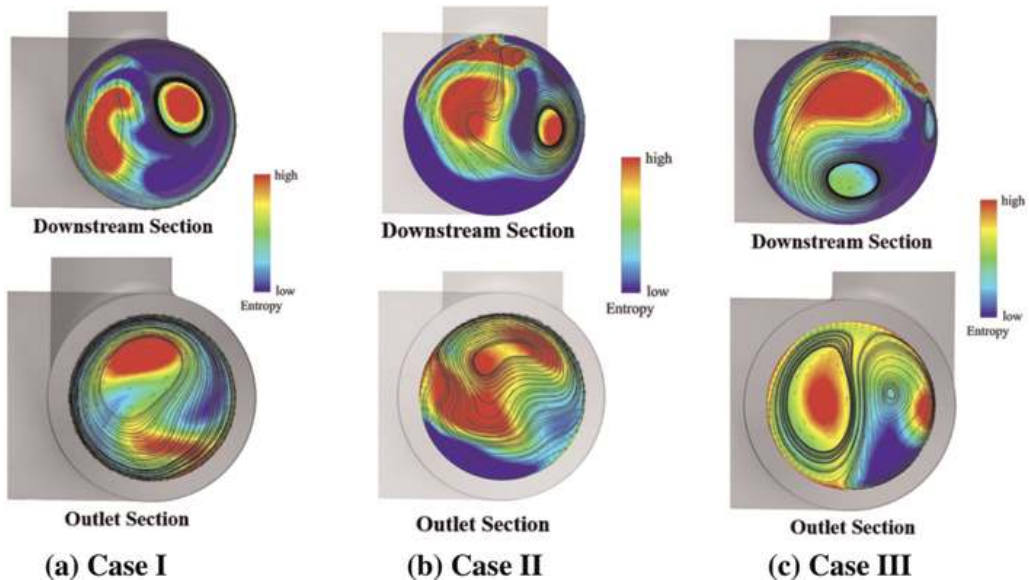 high
low
Entropy
Downstream Section
Outlet Section
(a) Case I
high
low
Entropy
Downstream Section
Outlet Section
(b) Case II
high
low
Entropy
Downstream Section
Outlet Section
(c) Case III